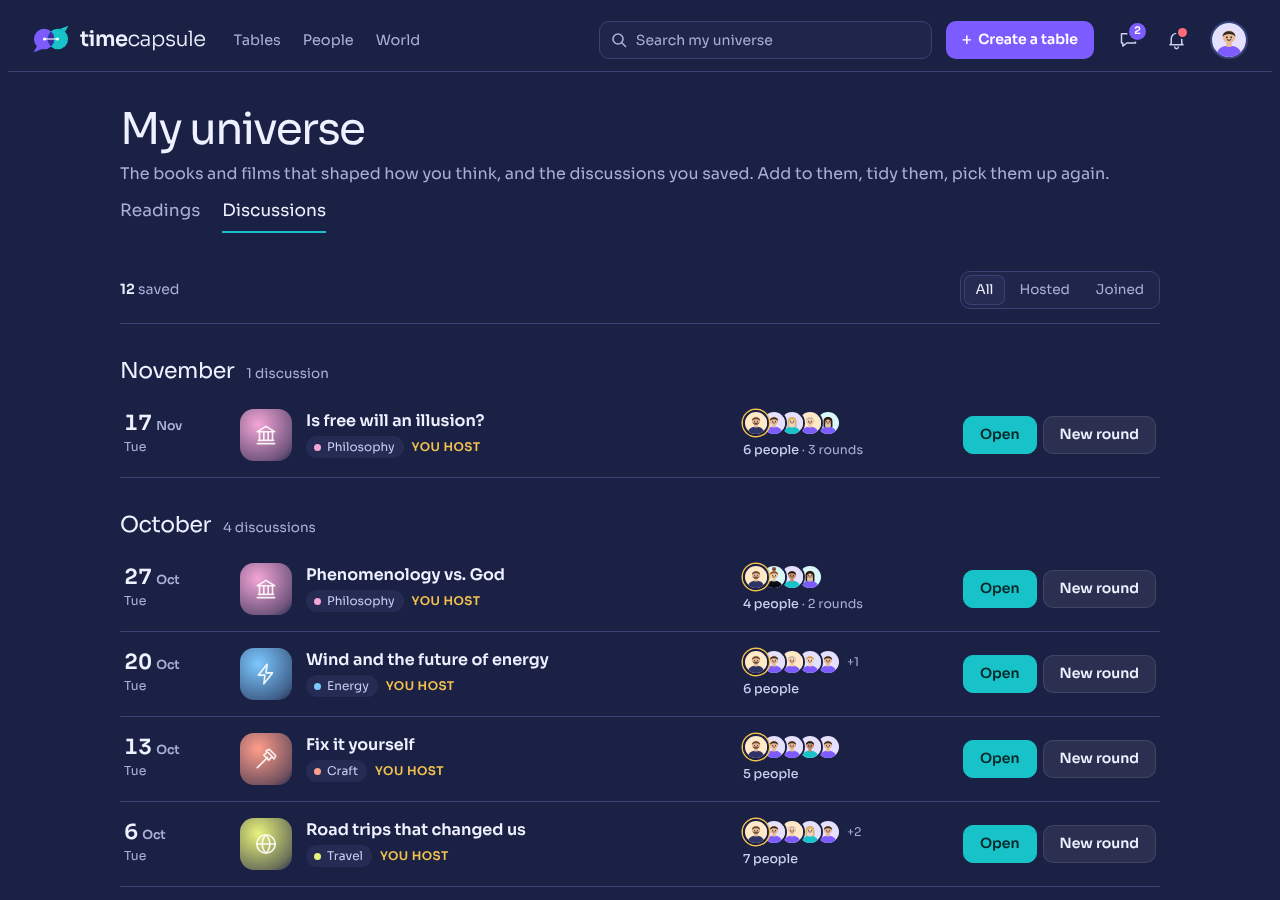 timecapsule Tables People World Search my universe + Create a table 2
My universe
The books and films that shaped how you think, and the discussions you saved. Add to them, tidy them, pick them up again.
Readings Discussions
12 saved All Hosted Joined
November 1 discussion
17 Nov Is free will an illusion? Open New round
Tue Philosophy YOU HOST 6 people · 3 rounds
October 4 discussions
27 Oct Phenomenology vs. God Open New round
Tue Philosophy YOU HOST 4 people · 2 rounds
20 Oct Wind and the future of energy +1 Open New round
Tue Energy YOU HOST 6 people
13 Oct Fix it yourself Open New round
Tue Craft YOU HOST 5 people
6 Oct Road trips that changed us +2 Open New round
Tue Travel YOU HOST 7 people